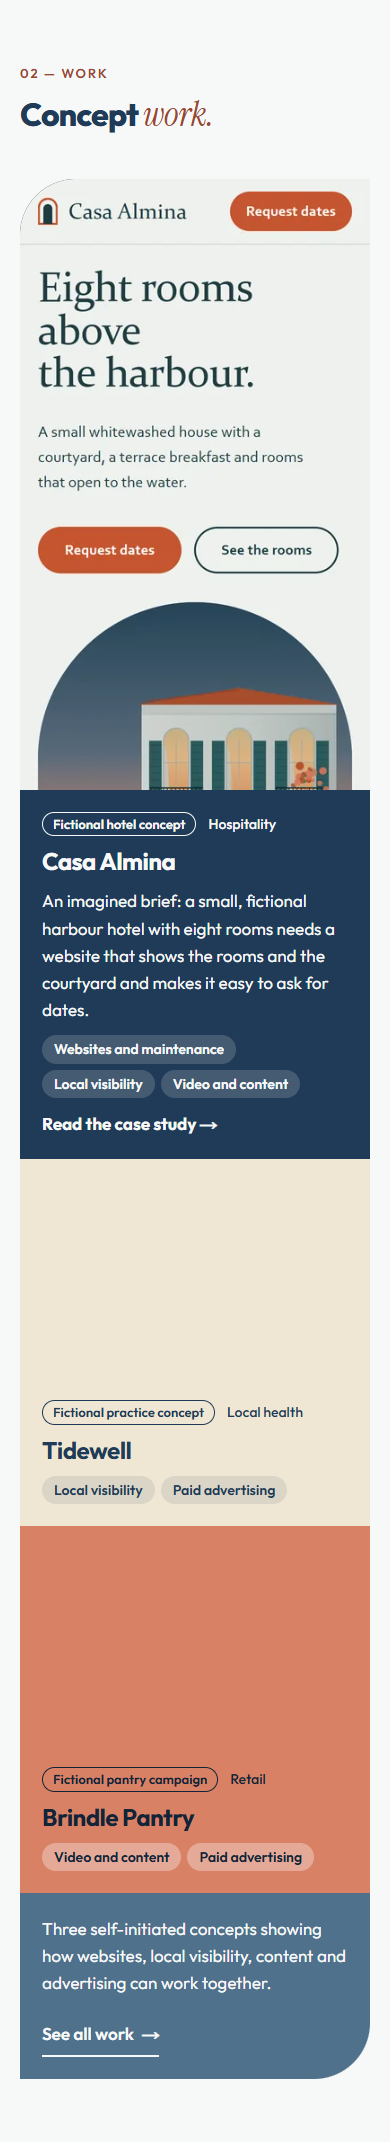 02 — WORK
Concept work.
Casa Almina
Request dates
Eight rooms
above
the harbour.
A small whitewashed house with a
courtyard, a terrace breakfast and rooms
that open to the water.
Request dates
See the rooms
Fictional hotel concept
Hospitality
Casa Almina
An imagined brief: a small, fictional
harbour hotel with eight rooms needs a
website that shows the rooms and the
courtyard and makes it easy to ask for
dates.
Websites and maintenance
Local visibility
Video and content
Read the case study →
Fictional practice concept
Local health
Tidewell
Local visibility
Paid advertising
Fictional pantry campaign
Retail
Brindle Pantry
Video and content
Paid advertising
Three self-initiated concepts showing
how websites, local visibility, content and
advertising can work together.
See all work →